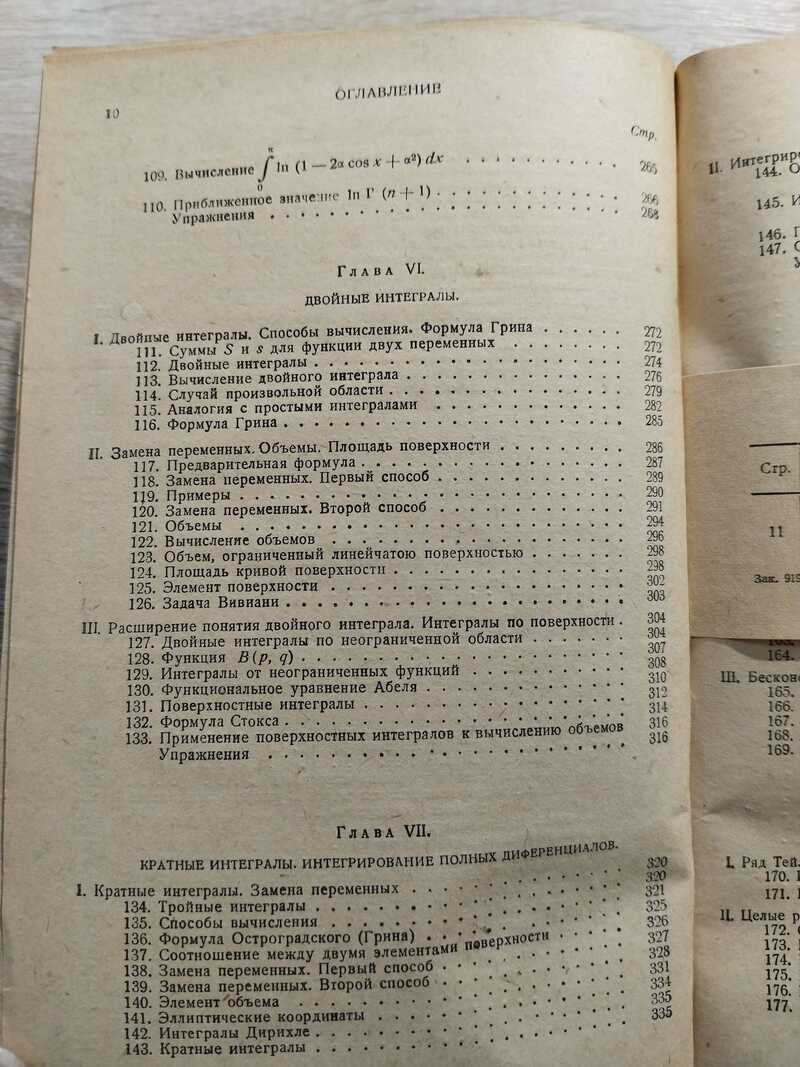 10
ОГЛАВЛЕНИЕ
Стр.
109. Вычисление ∫₀^π ln (1 — 2α cos x + α²) dx . . . . . . . . . . . 265
110. Приближенное значение ln Γ (n + 1) . . . . . . . . . . . 266
Упражнения . . . . . . . . . . . 268
Глава VI.
ДВОЙНЫЕ ИНТЕГРАЛЫ.
I. Двойные интегралы. Способы вычисления. Формула Грина . . . . . . 272
111. Суммы S и s для функции двух переменных . . . . . . . . 272
112. Двойные интегралы . . . . . . . . . . . 274
113. Вычисление двойного интеграла . . . . . . . . . . . 276
114. Случай произвольной области . . . . . . . . . . . 279
115. Аналогия с простыми интегралами . . . . . . . . . . . 282
116. Формула Грина . . . . . . . . . . . 285
II. Замена переменных. Объемы. Площадь поверхности . . . . . . . . . 286
117. Предварительная формула . . . . . . . . . . . 287
118. Замена переменных. Первый способ . . . . . . . . . . . 289
119. Примеры . . . . . . . . . . . 290
120. Замена переменных. Второй способ . . . . . . . . . . . 291
121. Объемы . . . . . . . . . . . 294
122. Вычисление объемов . . . . . . . . . . . 296
123. Объем, ограниченный линейчатою поверхностью . . . . . . . 298
124. Площадь кривой поверхности . . . . . . . . . . . 298
125. Элемент поверхности . . . . . . . . . . . 302
126. Задача Вивиани . . . . . . . . . . . 303
III. Расширение понятия двойного интеграла. Интегралы по поверхности . 304
127. Двойные интегралы по неограниченной области . . . . . . . 304
128. Функция B(p, q) . . . . . . . . . . . 307
129. Интегралы от неограниченных функций . . . . . . . . . . . 308
130. Функциональное уравнение Абеля . . . . . . . . . . . 310
131. Поверхностные интегралы . . . . . . . . . . . 312
132. Формула Стокса . . . . . . . . . . . 314
133. Применение поверхностных интегралов к вычислению объемов 316
Упражнения . . . . . . . . . . . 316
Глава VII.
КРАТНЫЕ ИНТЕГРАЛЫ. ИНТЕГРИРОВАНИЕ ПОЛНЫХ ДИФЕРЕНЦИАЛОВ.
I. Кратные интегралы. Замена переменных . . . . . . . . . . . 320
134. Тройные интегралы . . . . . . . . . . . 320
135. Способы вычисления . . . . . . . . . . . 321
136. Формула Остроградского (Грина) . . . . . . . . . . . 325
137. Соотношение между двумя элементами поверхности . . . . . 326
138. Замена переменных. Первый способ . . . . . . . . . . . 327
139. Замена переменных. Второй способ . . . . . . . . . . . 328
140. Элемент объема . . . . . . . . . . . 331
141. Эллиптические координаты . . . . . . . . . . . 334
142. Интегралы Дирихле . . . . . . . . . . . 335
143. Кратные интегралы . . . . . . . . . . . 335
II. Интегрир
144. О
145. И
146. Г
147. С
У
Стр.
11
Зак. 915
164.
III. Бескон
165.
166.
167.
168.
169.
I. Ряд Тей
170.
171.
II. Целые р
172.
173.
174.
175.
176.
177.